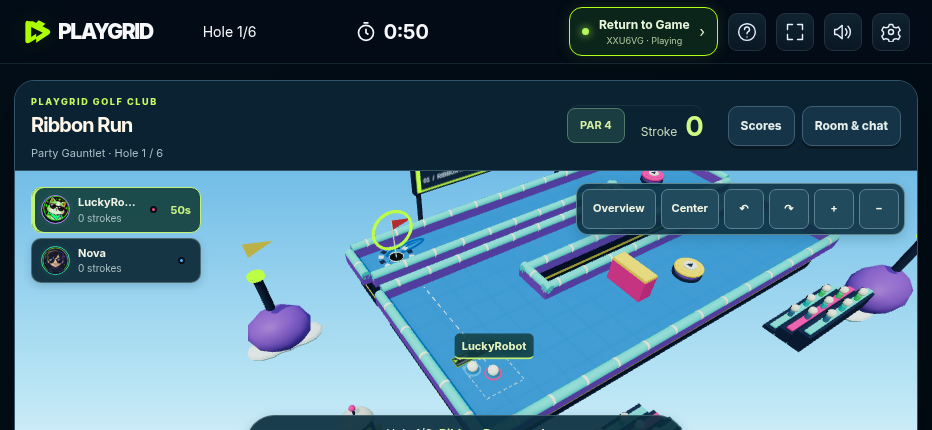 PLAYGRID
Hole 1/6
0:50
Return to Game
XXU6VG · Playing
PLAYGRID GOLF CLUB
Ribbon Run
Party Gauntlet · Hole 1 / 6
PAR 4
Stroke 0
Scores
Room & chat
LuckyRo...
0 strokes
50s
Nova
0 strokes
Overview
Center
LuckyRobot